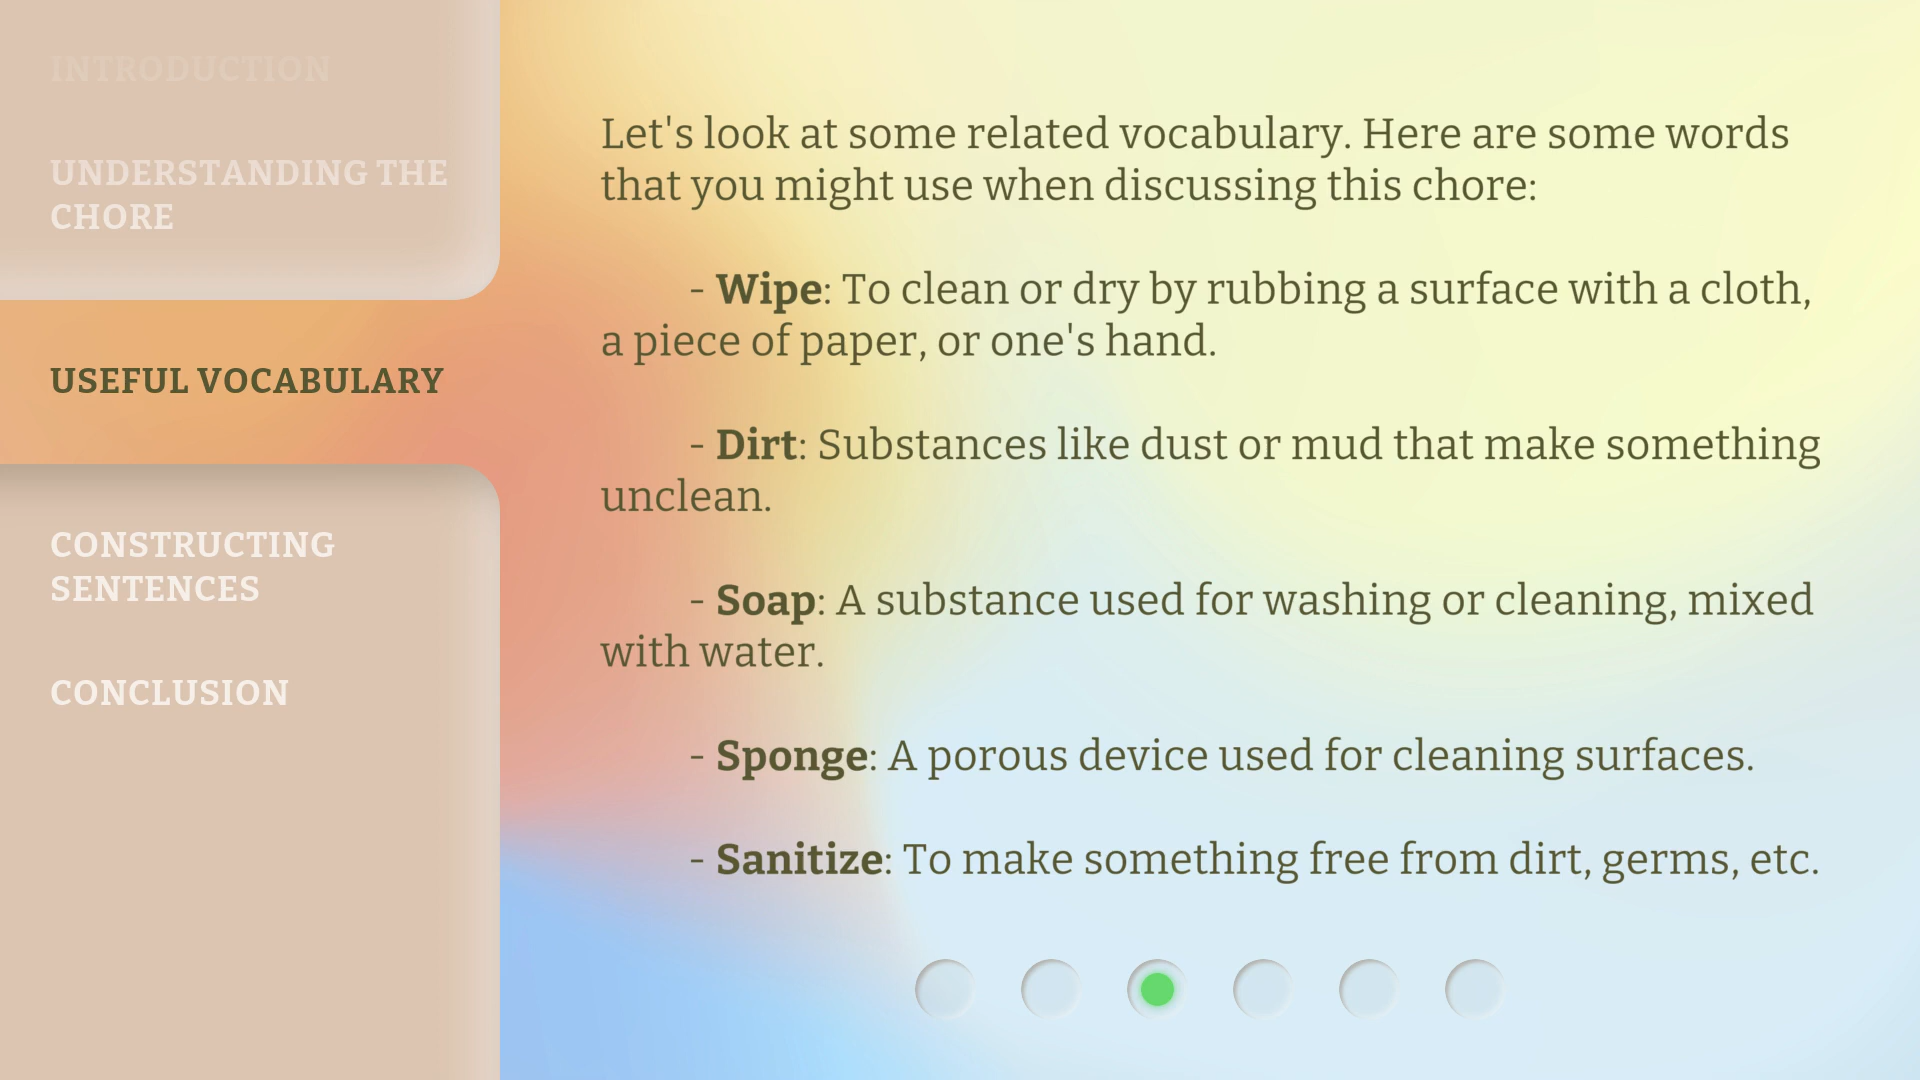 INTRODUCTION
UNDERSTANDING THE
CHORE
USEFUL VOCABULARY
CONSTRUCTING
SENTENCES
CONCLUSION
Let's look at some related vocabulary. Here are some words
that you might use when discussing this chore:
- Wipe: To clean or dry by rubbing a surface with a cloth,
a piece of paper, or one's hand.
- Dirt: Substances like dust or mud that make something
unclean.
- Soap: A substance used for washing or cleaning, mixed
with water.
- Sponge: A porous device used for cleaning surfaces.
- Sanitize: To make something free from dirt, germs, etc.